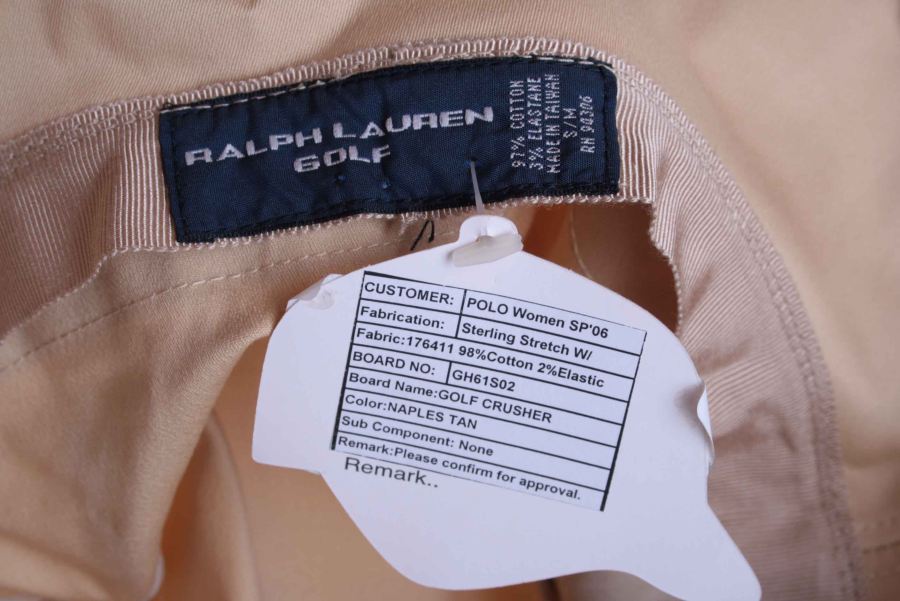 RALPH LAUREN
GOLF
97% COTTON
3% ELASTANE
MADE IN TAIWAN
S/M
RN 94306
CUSTOMER: POLO Women SP'06
Fabrication: Sterling Stretch W/
Fabric:176411 98%Cotton 2%Elastic
BOARD NO: GH61S02
Board Name:GOLF CRUSHER
Color:NAPLES TAN
Sub Component: None
Remark:Please confirm for approval.
Remark..